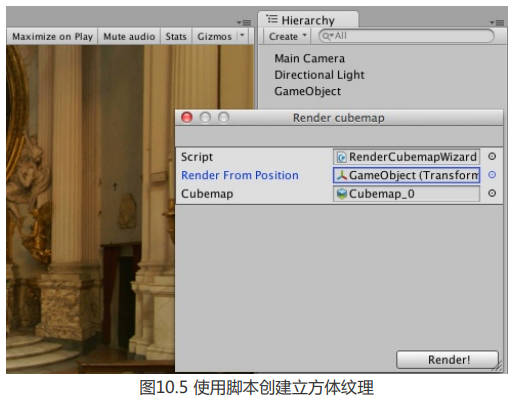 Hierarchy
Maximize on Play Mute audio Stats Gizmos Create All
Main Camera
Directional Light
GameObject
Render cubemap
Script RenderCubemapWizard
Render From Position GameObject (Transform
Cubemap Cubemap_0
Render!
图10.5 使用脚本创建立方体纹理